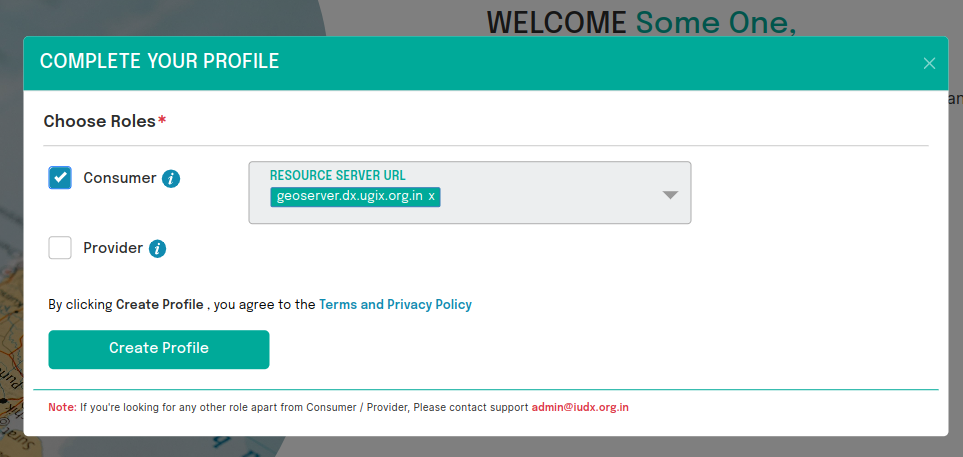 WELCOME Some One,
COMPLETE YOUR PROFILE
an
Choose Roles*
Consumer i
RESOURCE SERVER URL
geoserver.dx.ugix.org.in x
Provider i
By clicking Create Profile , you agree to the Terms and Privacy Policy
Create Profile
Note: If you're looking for any other role apart from Consumer / Provider, Please contact support admin@iudx.org.in